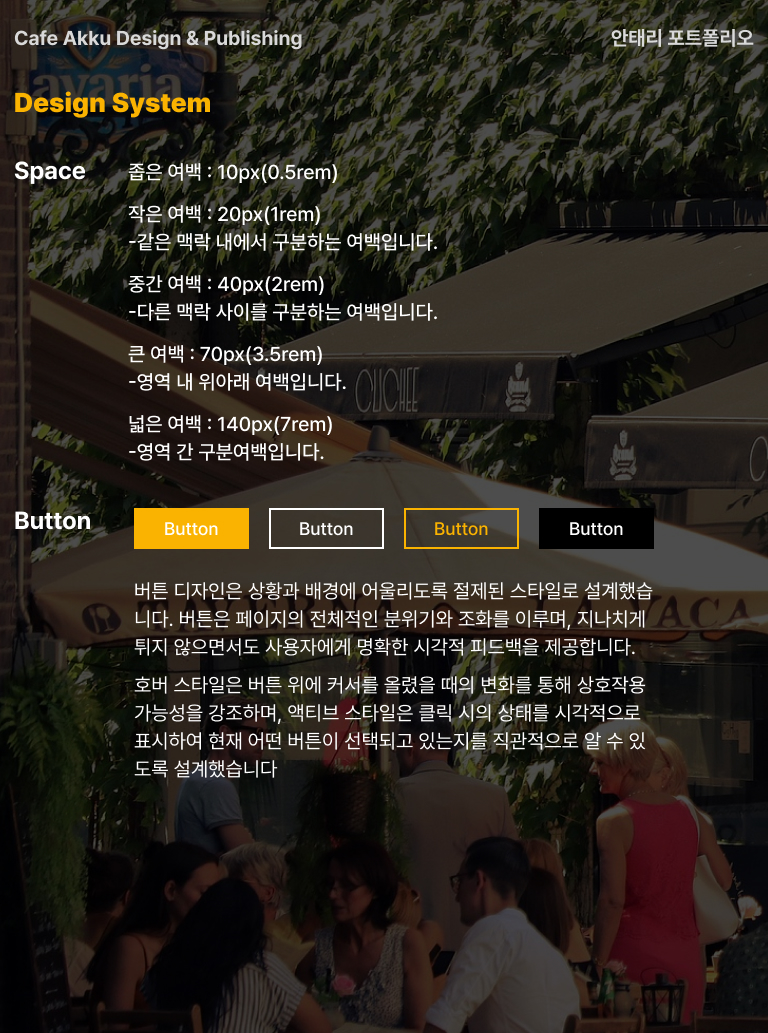 Cafe Akku Design & Publishing
안태리 포트폴리오
avaria
Design System
Space
좁은 여백 : 10px(0.5rem)
작은 여백 : 20px(1rem)
-같은 맥락 내에서 구분하는 여백입니다.
중간 여백 : 40px(2rem)
-다른 맥락 사이를 구분하는 여백입니다.
큰 여백 : 70px(3.5rem)
-영역 내 위아래 여백입니다.
넓은 여백 : 140px(7rem)
-영역 간 구분여백입니다.
Button
Button
Button
Button
Button
버튼 디자인은 상황과 배경에 어울리도록 절제된 스타일로 설계했습
니다. 버튼은 페이지의 전체적인 분위기와 조화를 이루며, 지나치게
튀지 않으면서도 사용자에게 명확한 시각적 피드백을 제공합니다.
호버 스타일은 버튼 위에 커서를 올렸을 때의 변화를 통해 상호작용
가능성을 강조하며, 액티브 스타일은 클릭 시의 상태를 시각적으로
표시하여 현재 어떤 버튼이 선택되고 있는지를 직관적으로 알 수 있
도록 설계했습니다